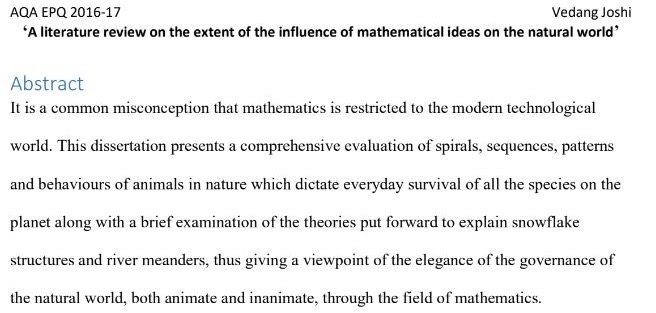 AQA EPQ 2016-17 Vedang Joshi
‘A literature review on the extent of the influence of mathematical ideas on the natural world’
Abstract
It is a common misconception that mathematics is restricted to the modern technological
world. This dissertation presents a comprehensive evaluation of spirals, sequences, patterns
and behaviours of animals in nature which dictate everyday survival of all the species on the
planet along with a brief examination of the theories put forward to explain snowflake
structures and river meanders, thus giving a viewpoint of the elegance of the governance of
the natural world, both animate and inanimate, through the field of mathematics.